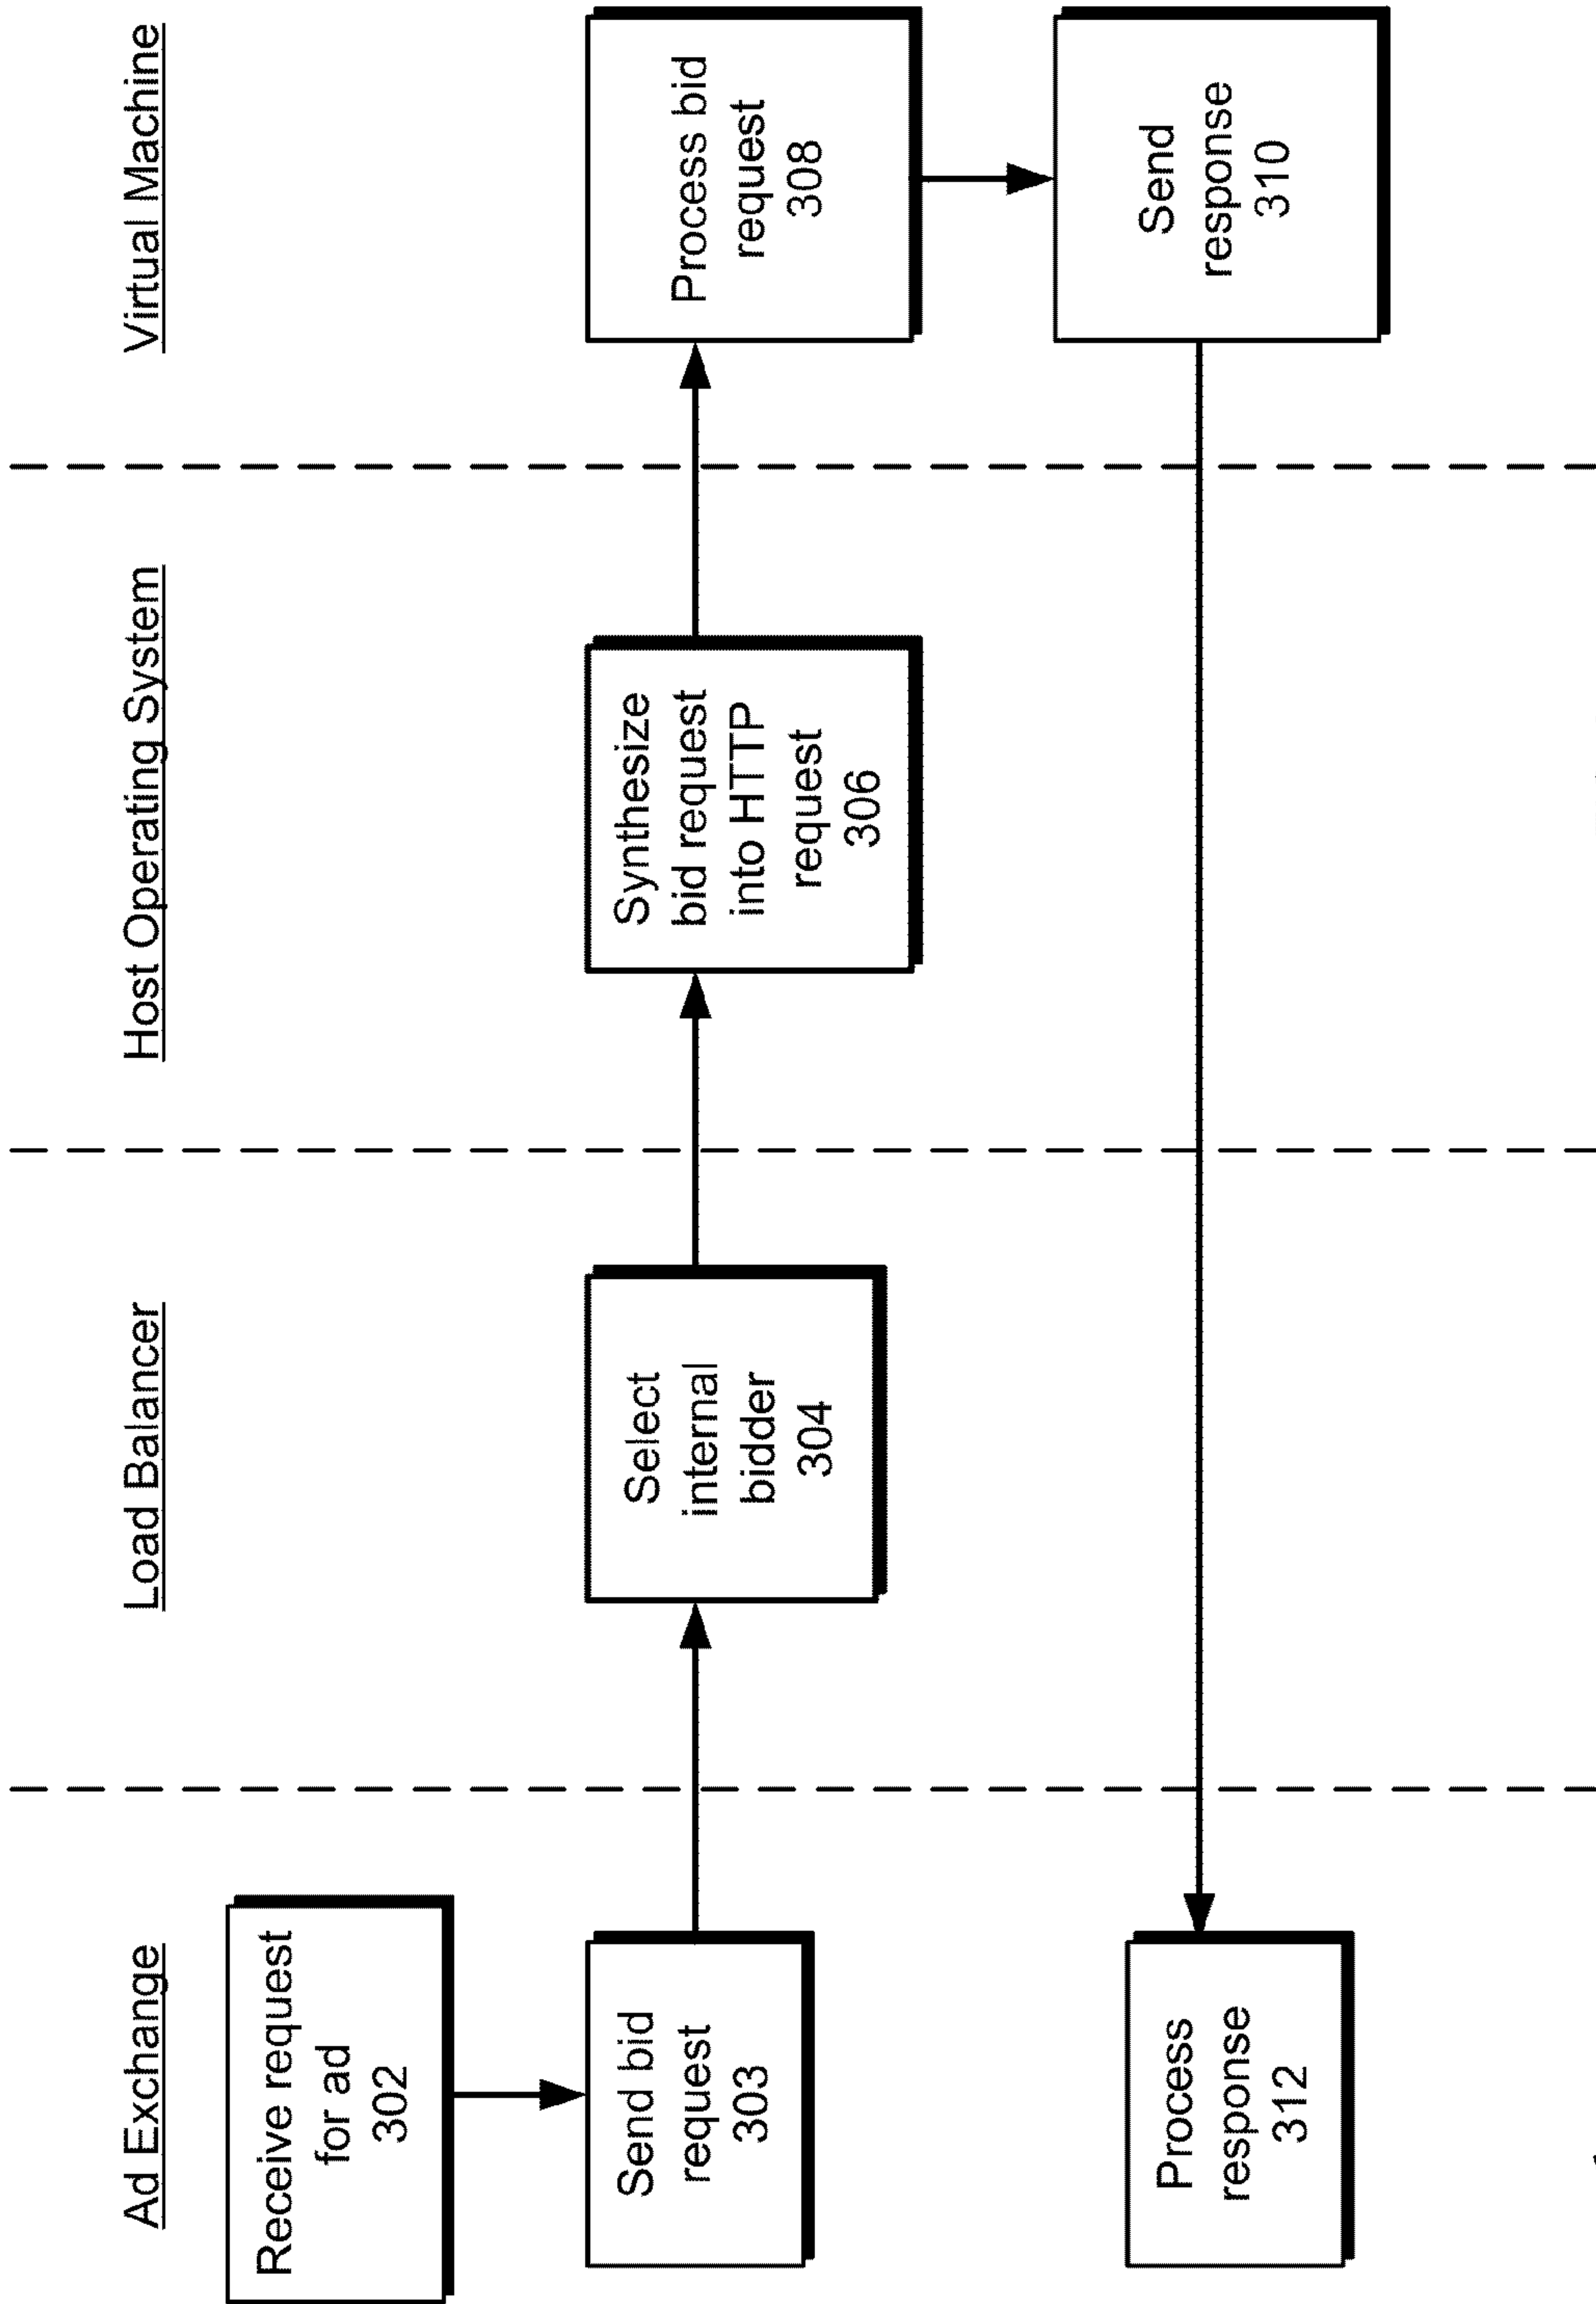 Ad Exchange
Load Balancer
Host Operating System
Virtual Machine
Receive request
for ad
302
Send bid
request
303
Select
internal
bidder
304
Synthesize
bid request
into HTTP
request
306
Process bid
request
308
Send
response
310
Process
response
312